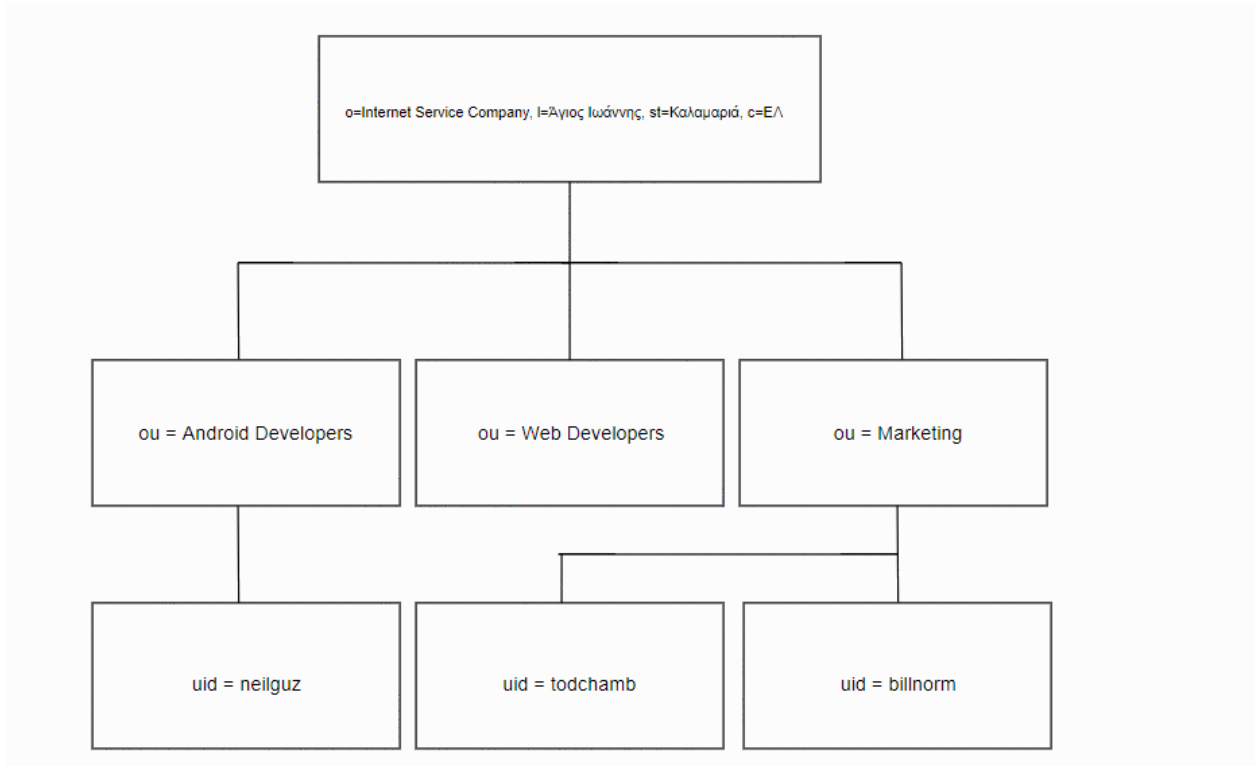 o=Internet Service Company, l=Άγιος Ιωάννης, st=Καλαμαριά, c=ΕΛ
ou = Android Developers
ou = Web Developers
ou = Marketing
uid = neilguz
uid = todchamb
uid = billnorm